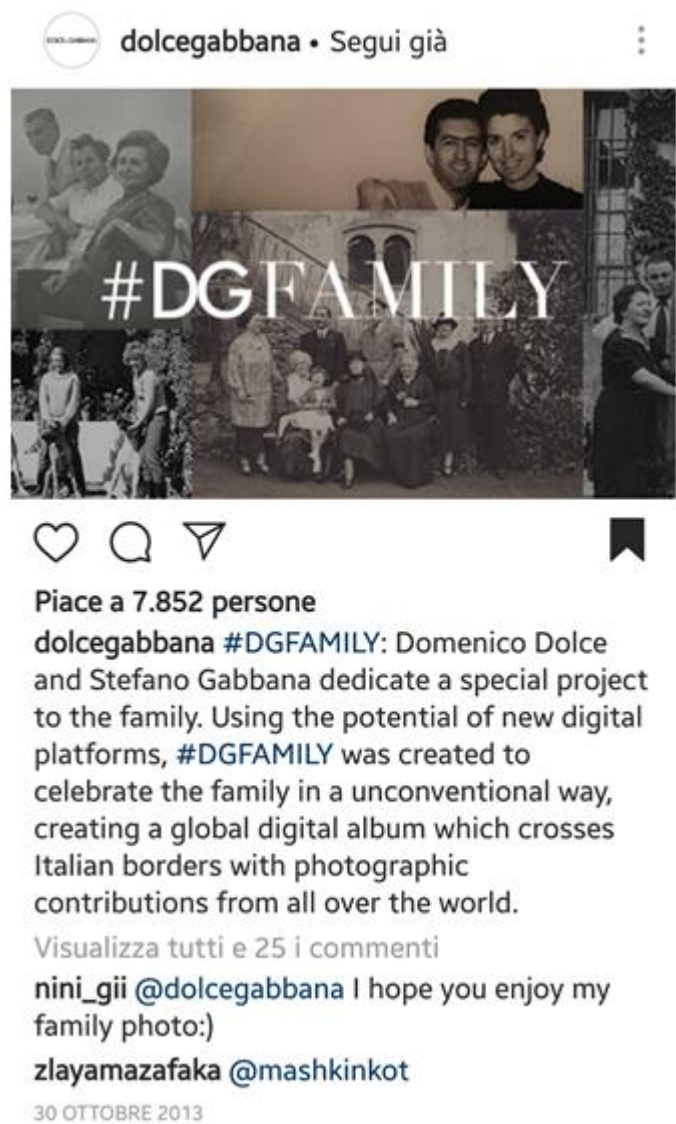 dolcegabbana • Segui già
#DGFAMILY
Piace a 7.852 persone
dolcegabbana #DGFAMILY: Domenico Dolce
and Stefano Gabbana dedicate a special project
to the family. Using the potential of new digital
platforms, #DGFAMILY was created to
celebrate the family in a unconventional way,
creating a global digital album which crosses
Italian borders with photographic
contributions from all over the world.
Visualizza tutti e 25 i commenti
nini_gii @dolcegabbana I hope you enjoy my
family photo:)
zlayamazafaka @mashkinkot
30 OTTOBRE 2013